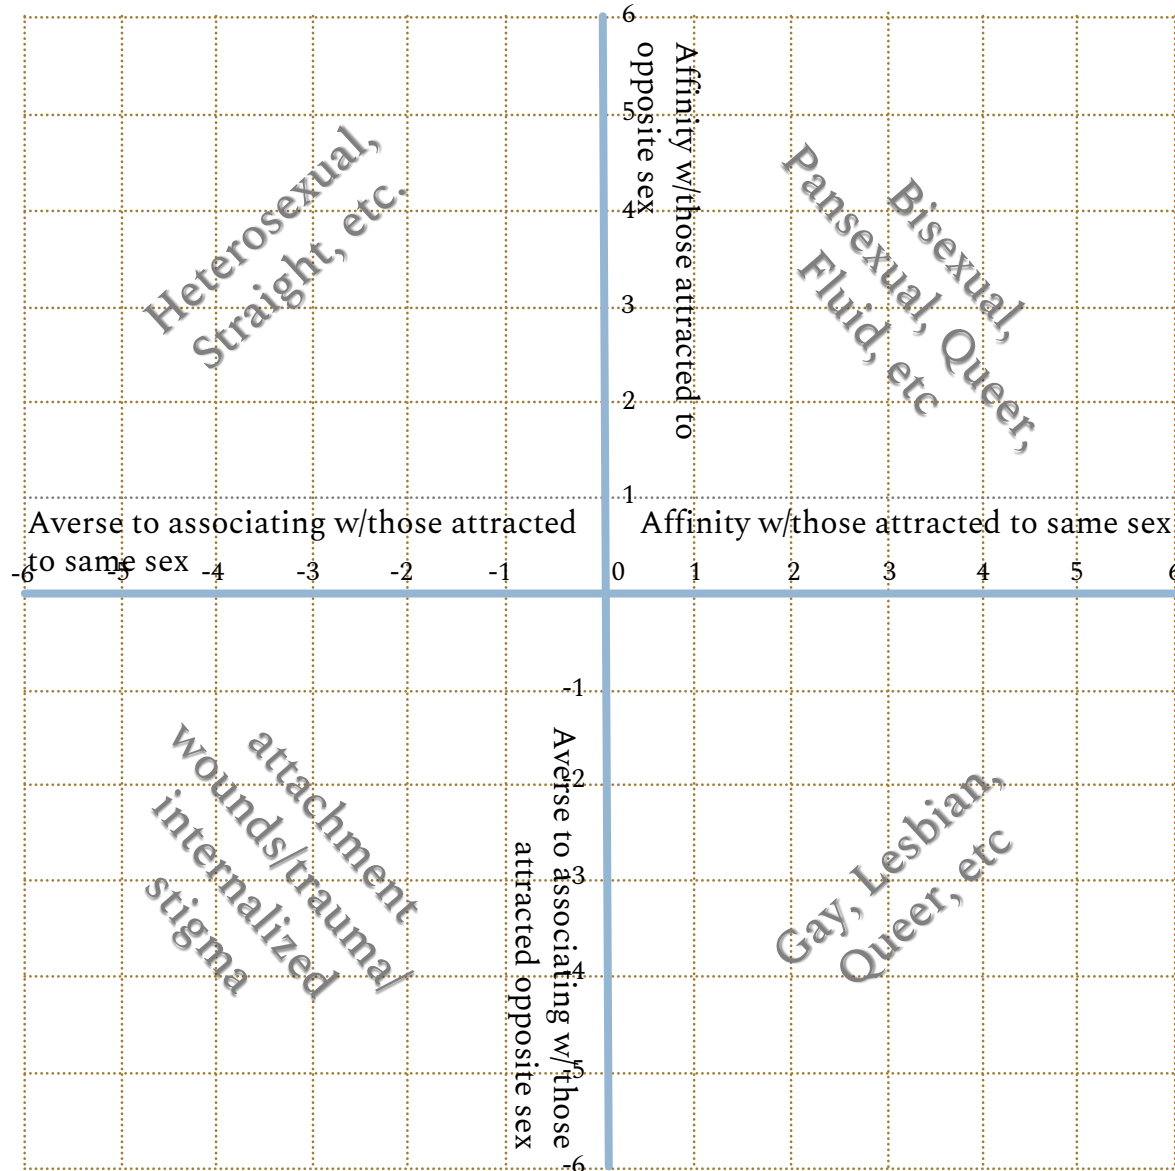 6
Affinity w/those attracted to
opposite sex
5
4
3
2
1
Heterosexual,
Straight, etc.
Bisexual,
Pansexual, Queer,
Fluid, etc
Averse to associating w/those attracted
to same sex
Affinity w/those attracted to same sex
-6
-5
-4
-3
-2
-1
0
1
2
3
4
5
6
-1
-2
-3
-4
-5
-6
Averse to associating w/those
attracted opposite sex
attachment
wounds/trauma/
internalized
stigma
Gay, Lesbian,
Queer, etc